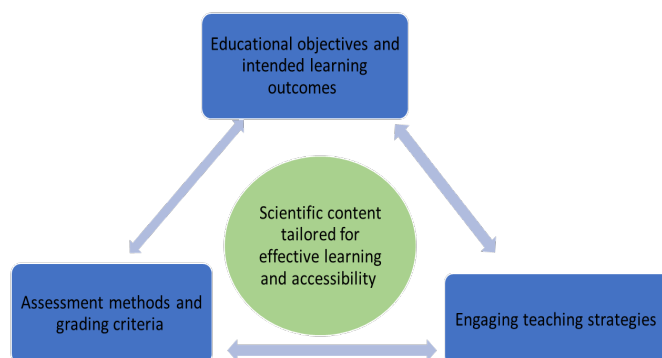 Educational objectives and
intended learning
outcomes
Scientific content
tailored for
effective learning
and accessibility
Assessment methods and
grading criteria
Engaging teaching strategies